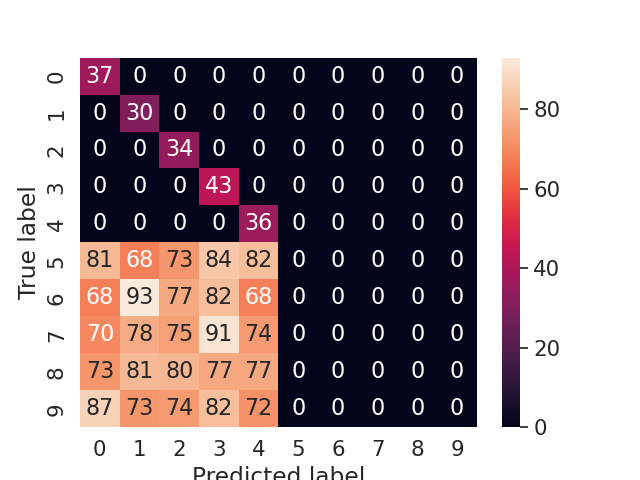 0 37 0 0 0 0 0 0 0 0 0
1 0 30 0 0 0 0 0 0 0 0
2 0 0 34 0 0 0 0 0 0 0
3 0 0 0 43 0 0 0 0 0 0
4 0 0 0 0 36 0 0 0 0 0
5 81 68 73 84 82 0 0 0 0 0
6 68 93 77 82 68 0 0 0 0 0
7 70 78 75 91 74 0 0 0 0 0
8 73 81 80 77 77 0 0 0 0 0
9 87 73 74 82 72 0 0 0 0 0
0 1 2 3 4 5 6 7 8 9
Predicted label
True label
80
60
40
20
0